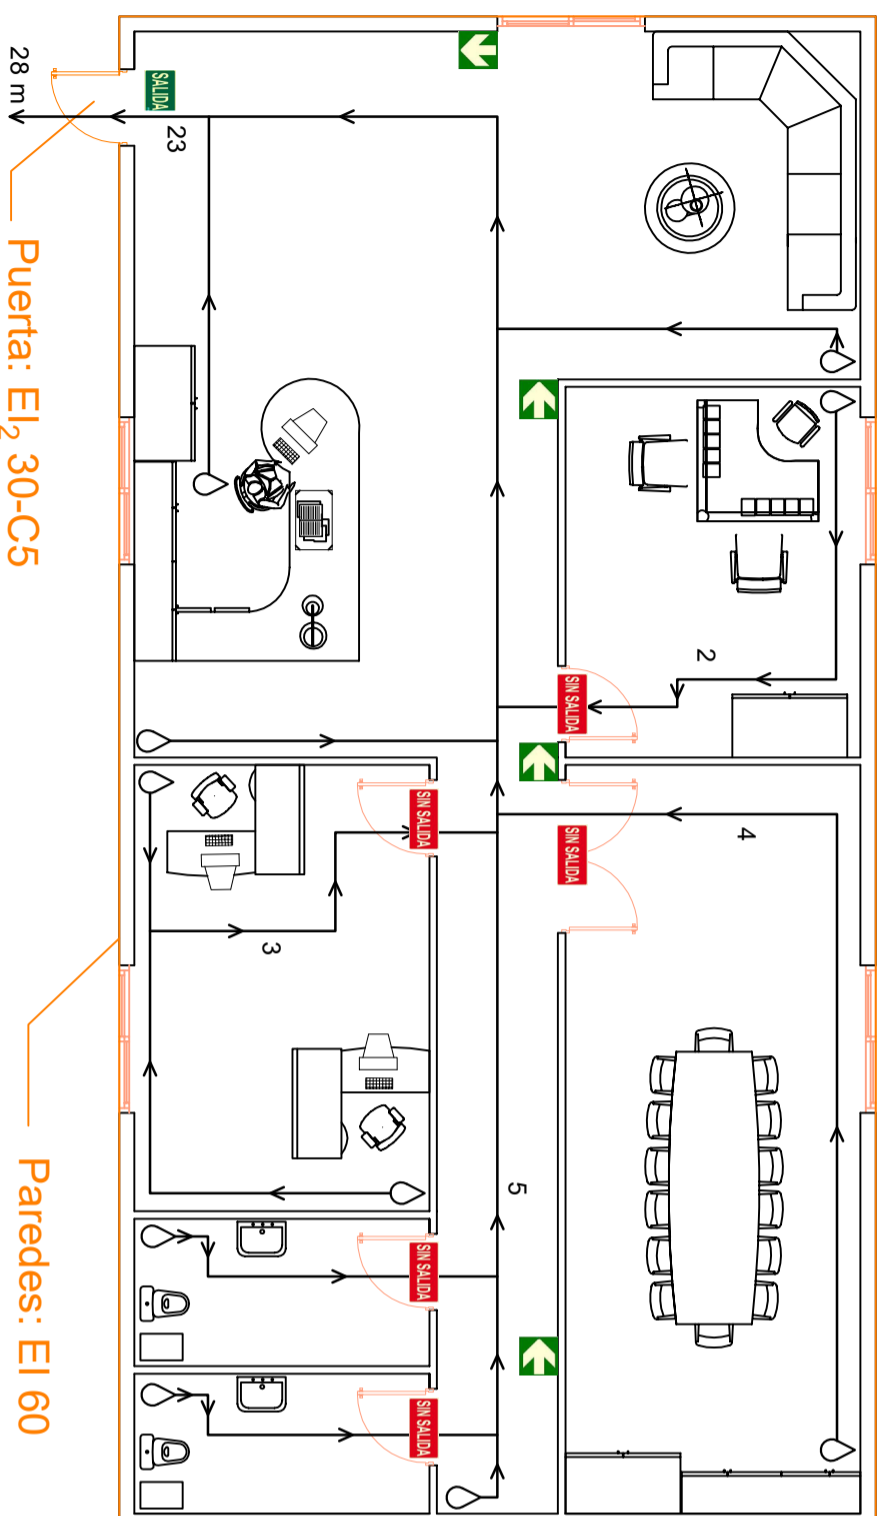 28 m
SALIDA
23
Puerta: EI₂ 30-C5
2
SIN SALIDA
SIN SALIDA
SIN SALIDA
4
3
5
SIN SALIDA
SIN SALIDA
Paredes: EI 60